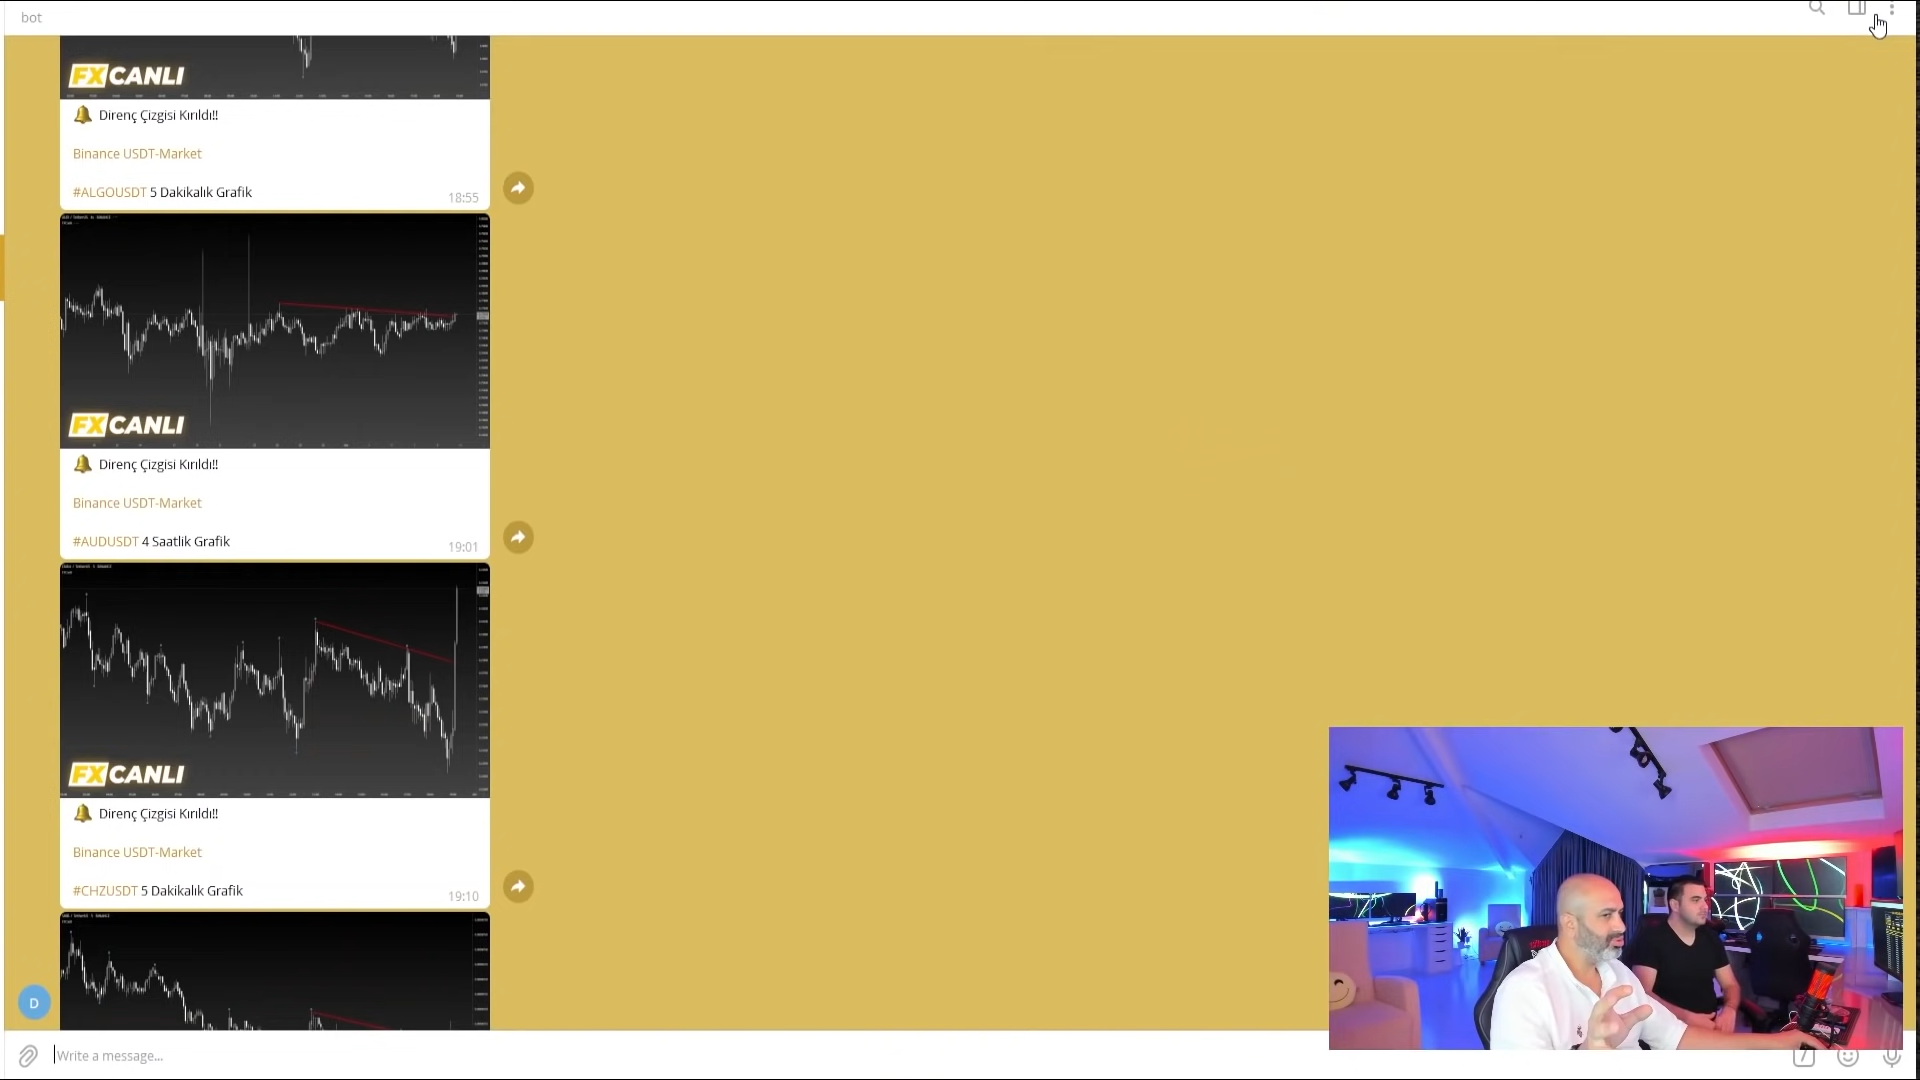 bot
FXCANLI
Direnç Çizgisi Kırıldı!!
Binance USDT-Market
#ALGOUSDT 5 Dakikalık Grafik
18:55
FXCANLI
Direnç Çizgisi Kırıldı!!
Binance USDT-Market
#AUDUSDT 4 Saatlik Grafik
19:01
FXCANLI
Direnç Çizgisi Kırıldı!!
Binance USDT-Market
#CHZUSDT 5 Dakikalık Grafik
19:10
D
Write a message...